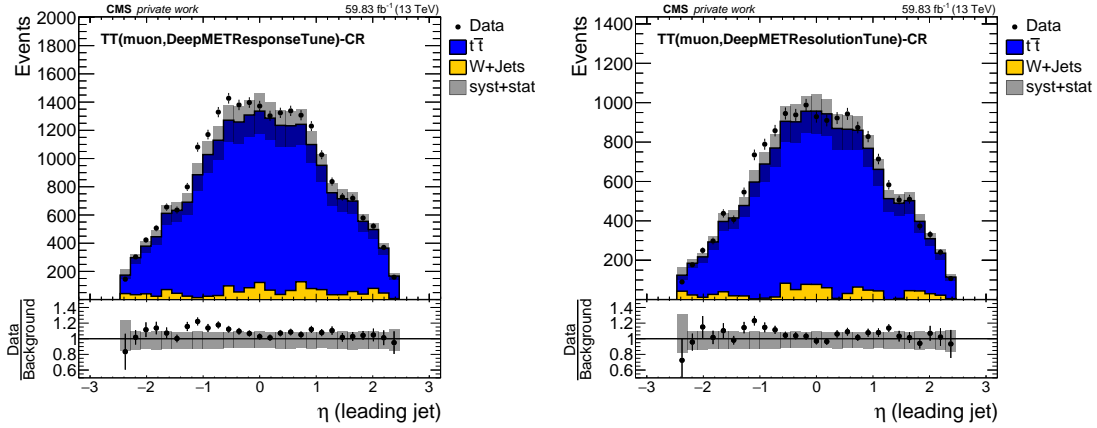 CMS private work 59.83 fb⁻¹ (13 TeV)
TT(muon,DeepMETResponseTune)-CR
Data
tt̅
W+Jets
syst+stat
Events
2000
1800
1600
1400
1200
1000
800
600
400
200
Data
Background
1.4
1.2
1
0.8
0.6
−3 −2 −1 0 1 2 3
η (leading jet)
CMS private work 59.83 fb⁻¹ (13 TeV)
TT(muon,DeepMETResolutionTune)-CR
Data
tt̅
W+Jets
syst+stat
Events
1400
1200
1000
800
600
400
200
0
Data
Background
1.4
1.2
1
0.8
0.6
−3 −2 −1 0 1 2 3
η (leading jet)